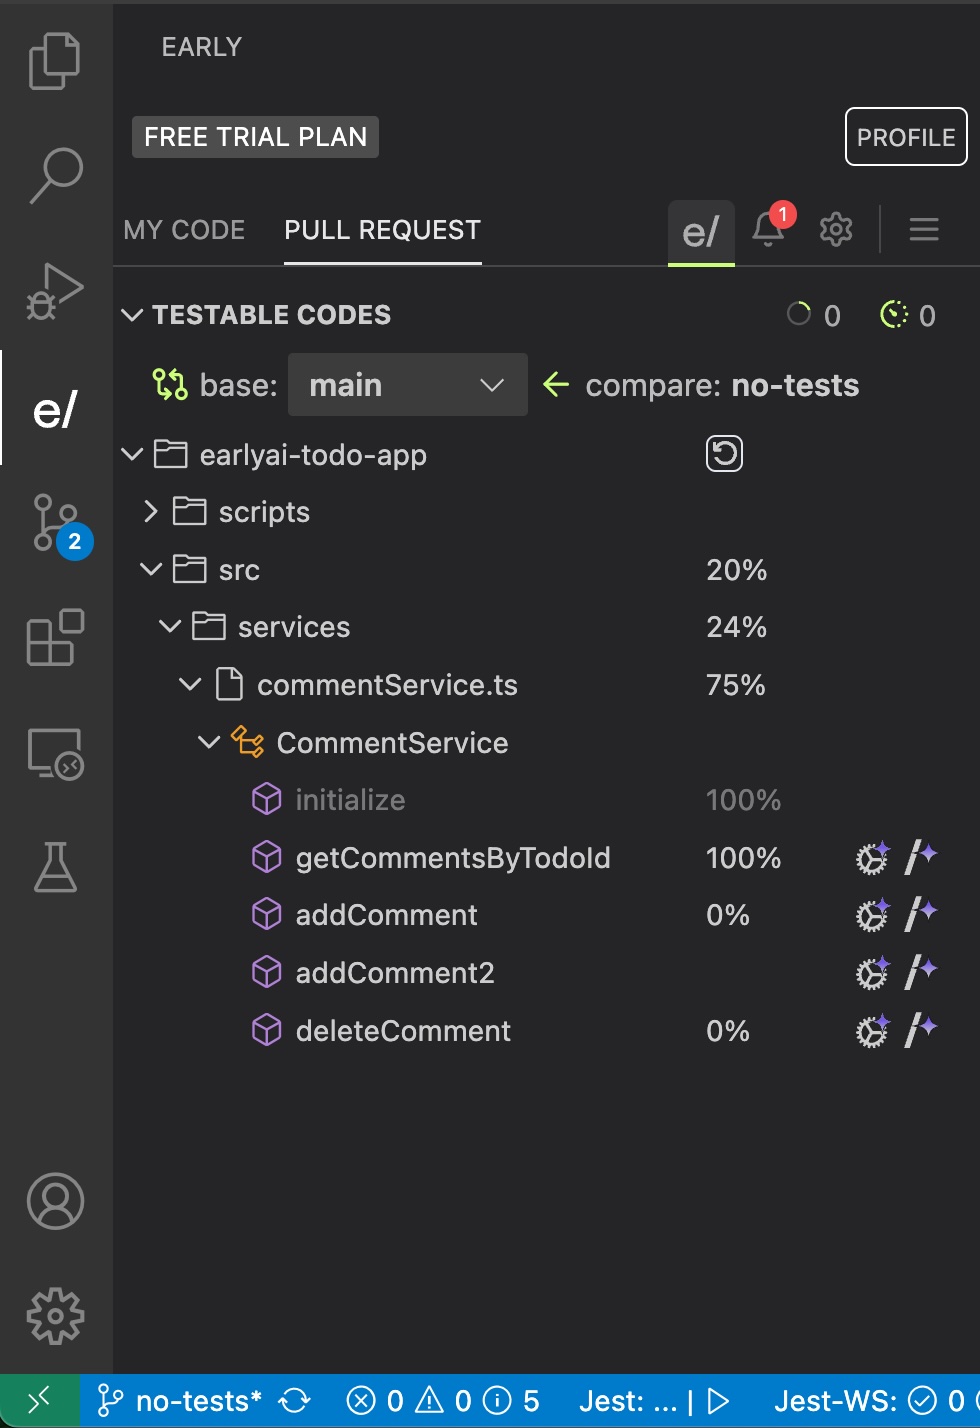 EARLY
FREE TRIAL PLAN PROFILE
MY CODE PULL REQUEST e/ 1
TESTABLE CODES 0 0
base: main compare: no-tests
e/
earlyai-todo-app
scripts
2
src 20%
services 24%
commentService.ts 75%
CommentService
initialize 100%
getCommentsByTodoId 100%
addComment 0%
addComment2
deleteComment 0%
no-tests* 0 0 5 Jest: ... | Jest-WS: 0